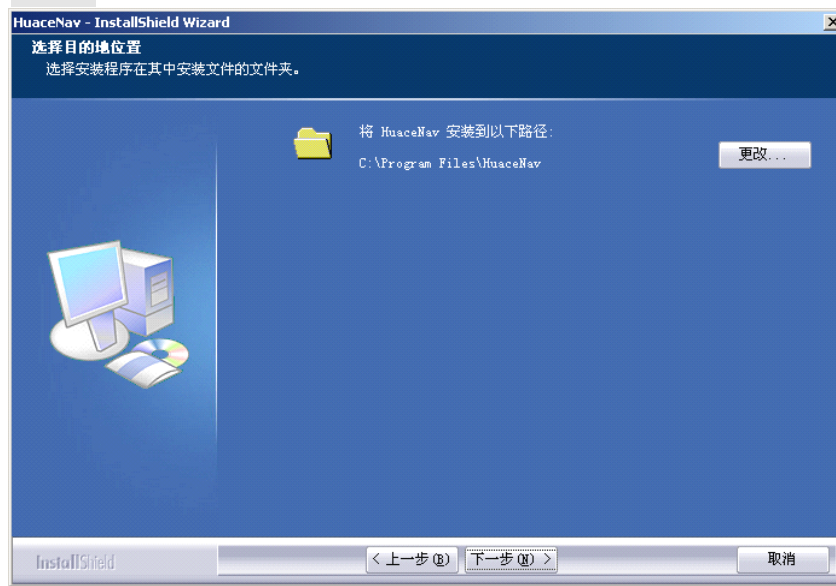 HuaceNav - InstallShield Wizard
选择目的地位置
选择安装程序在其中安装文件的文件夹。
将 HuaceNav 安装到以下路径:
C:\Program Files\HuaceNav
更改...
InstallShield
< 上一步(B)
下一步(N) >
取消